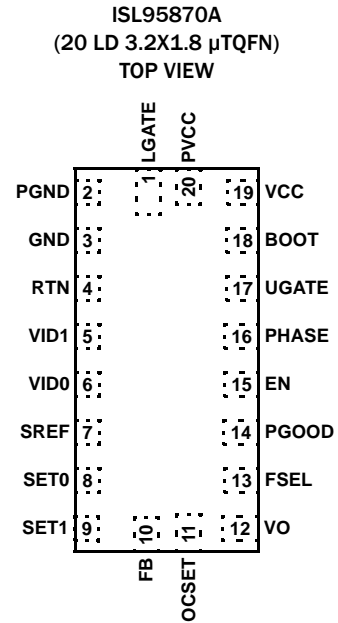 ISL95870A
(20 LD 3.2X1.8 µTQFN)
TOP VIEW
LGATE
PVCC
1
20
PGND 2 19 VCC
GND 3 18 BOOT
RTN 4 17 UGATE
VID1 5 16 PHASE
VID0 6 15 EN
SREF 7 14 PGOOD
SET0 8 13 FSEL
SET1 9 12 VO
10
11
FB
OCSET